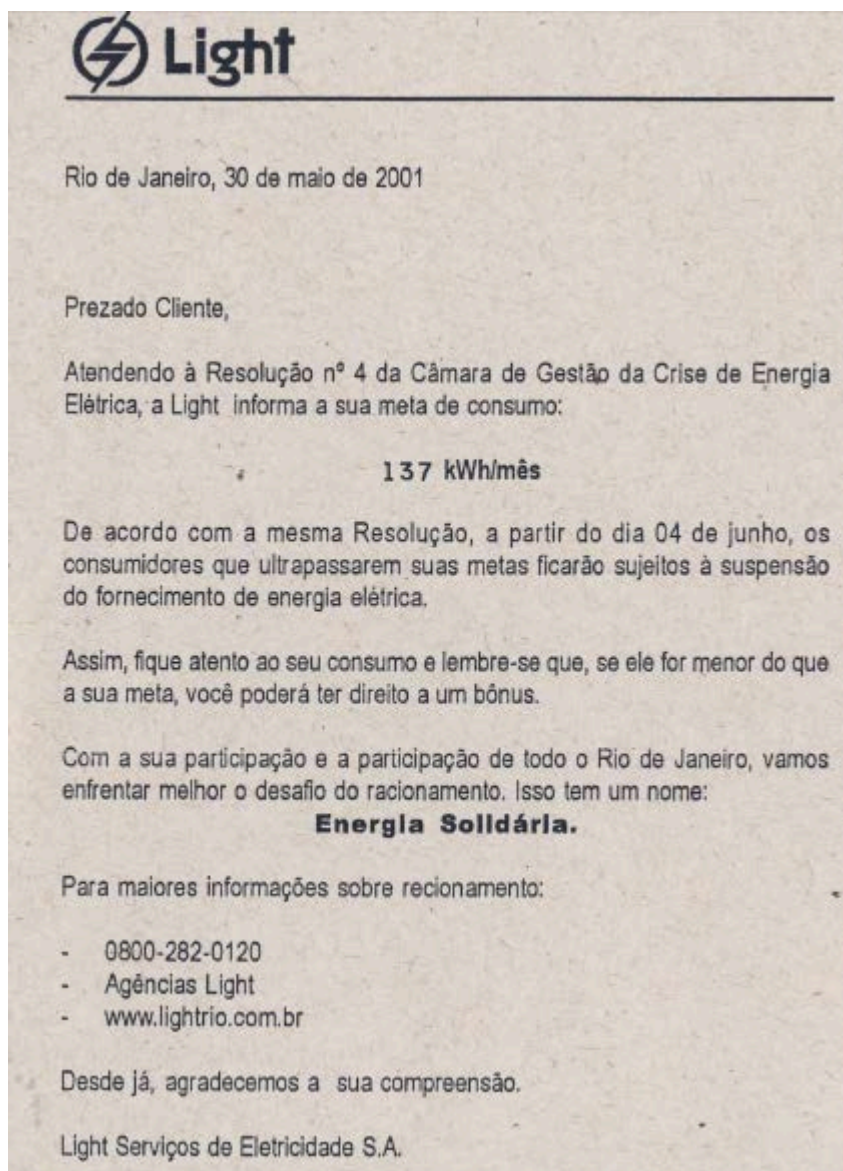 Light
Rio de Janeiro, 30 de maio de 2001
Prezado Cliente,
Atendendo à Resolução nº 4 da Câmara de Gestão da Crise de Energia
Elétrica, a Light informa a sua meta de consumo:
137 kWh/mês
De acordo com a mesma Resolução, a partir do dia 04 de junho, os
consumidores que ultrapassarem suas metas ficarão sujeitos à suspensão
do fornecimento de energia elétrica.
Assim, fique atento ao seu consumo e lembre-se que, se ele for menor do que
a sua meta, você poderá ter direito a um bônus.
Com a sua participação e a participação de todo o Rio de Janeiro, vamos
enfrentar melhor o desafio do racionamento. Isso tem um nome:
Energia Solidária.
Para maiores informações sobre recionamento:
- 0800-282-0120
- Agências Light
- www.lightrio.com.br
Desde já, agradecemos a sua compreensão.
Light Serviços de Eletricidade S.A.